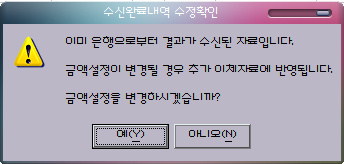 수신완료내역 수정확인
이미 은행으로부터 결과가 수신된 자료입니다.
금액설정이 변경될 경우 추가 이체자료에 반영됩니다.
금액설정을 변경하시겠습니까?
예(Y) 아니오(N)